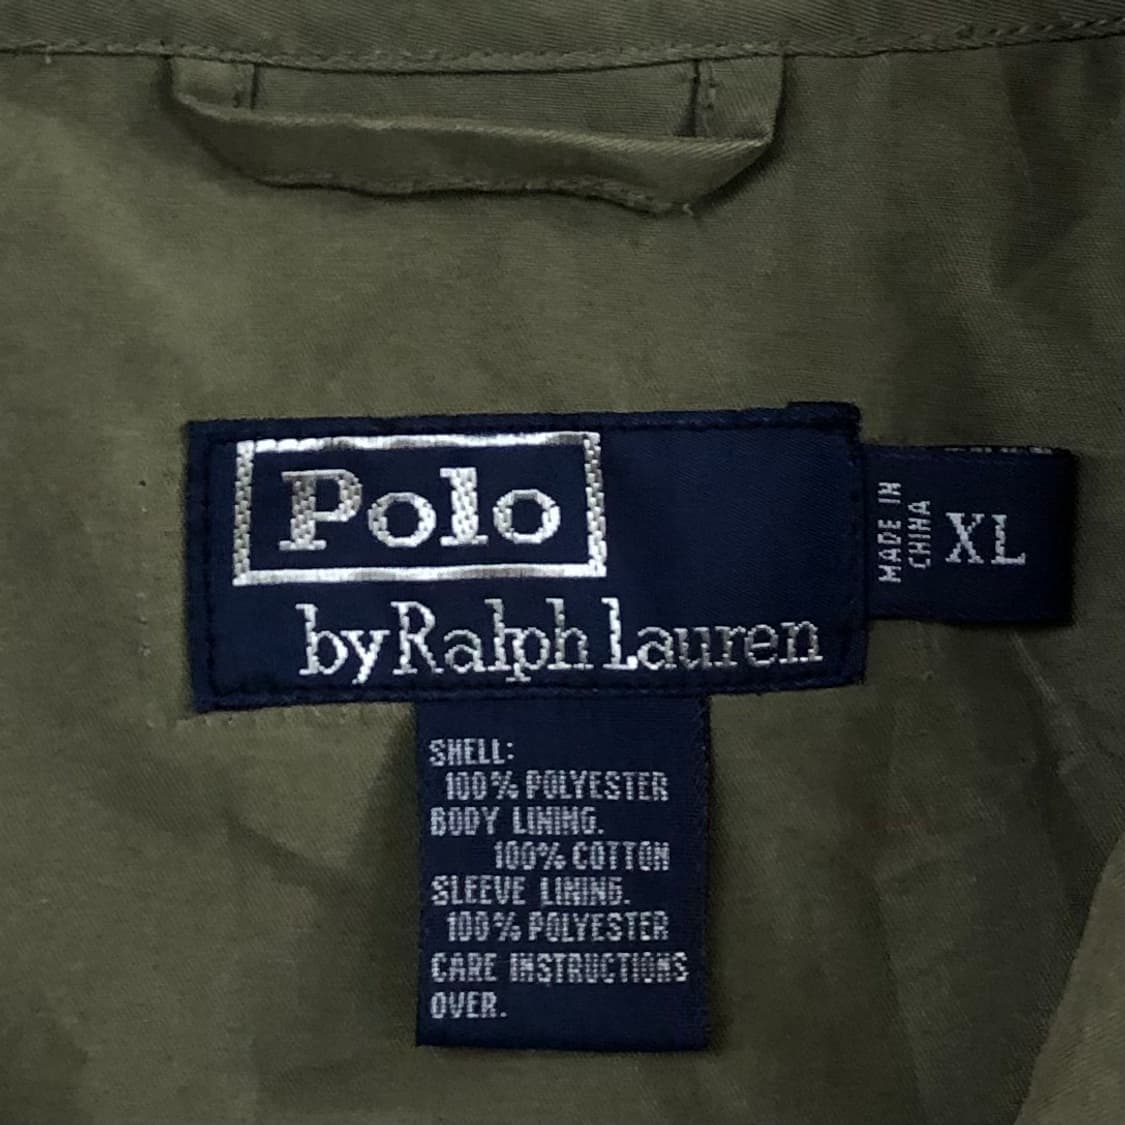 Polo
by Ralph Lauren
MADE IN
CHINA
XL
SHELL:
100% POLYESTER
BODY LINING.
100% COTTON
SLEEVE LINING.
100% POLYESTER
CARE INSTRUCTIONS
OVER.